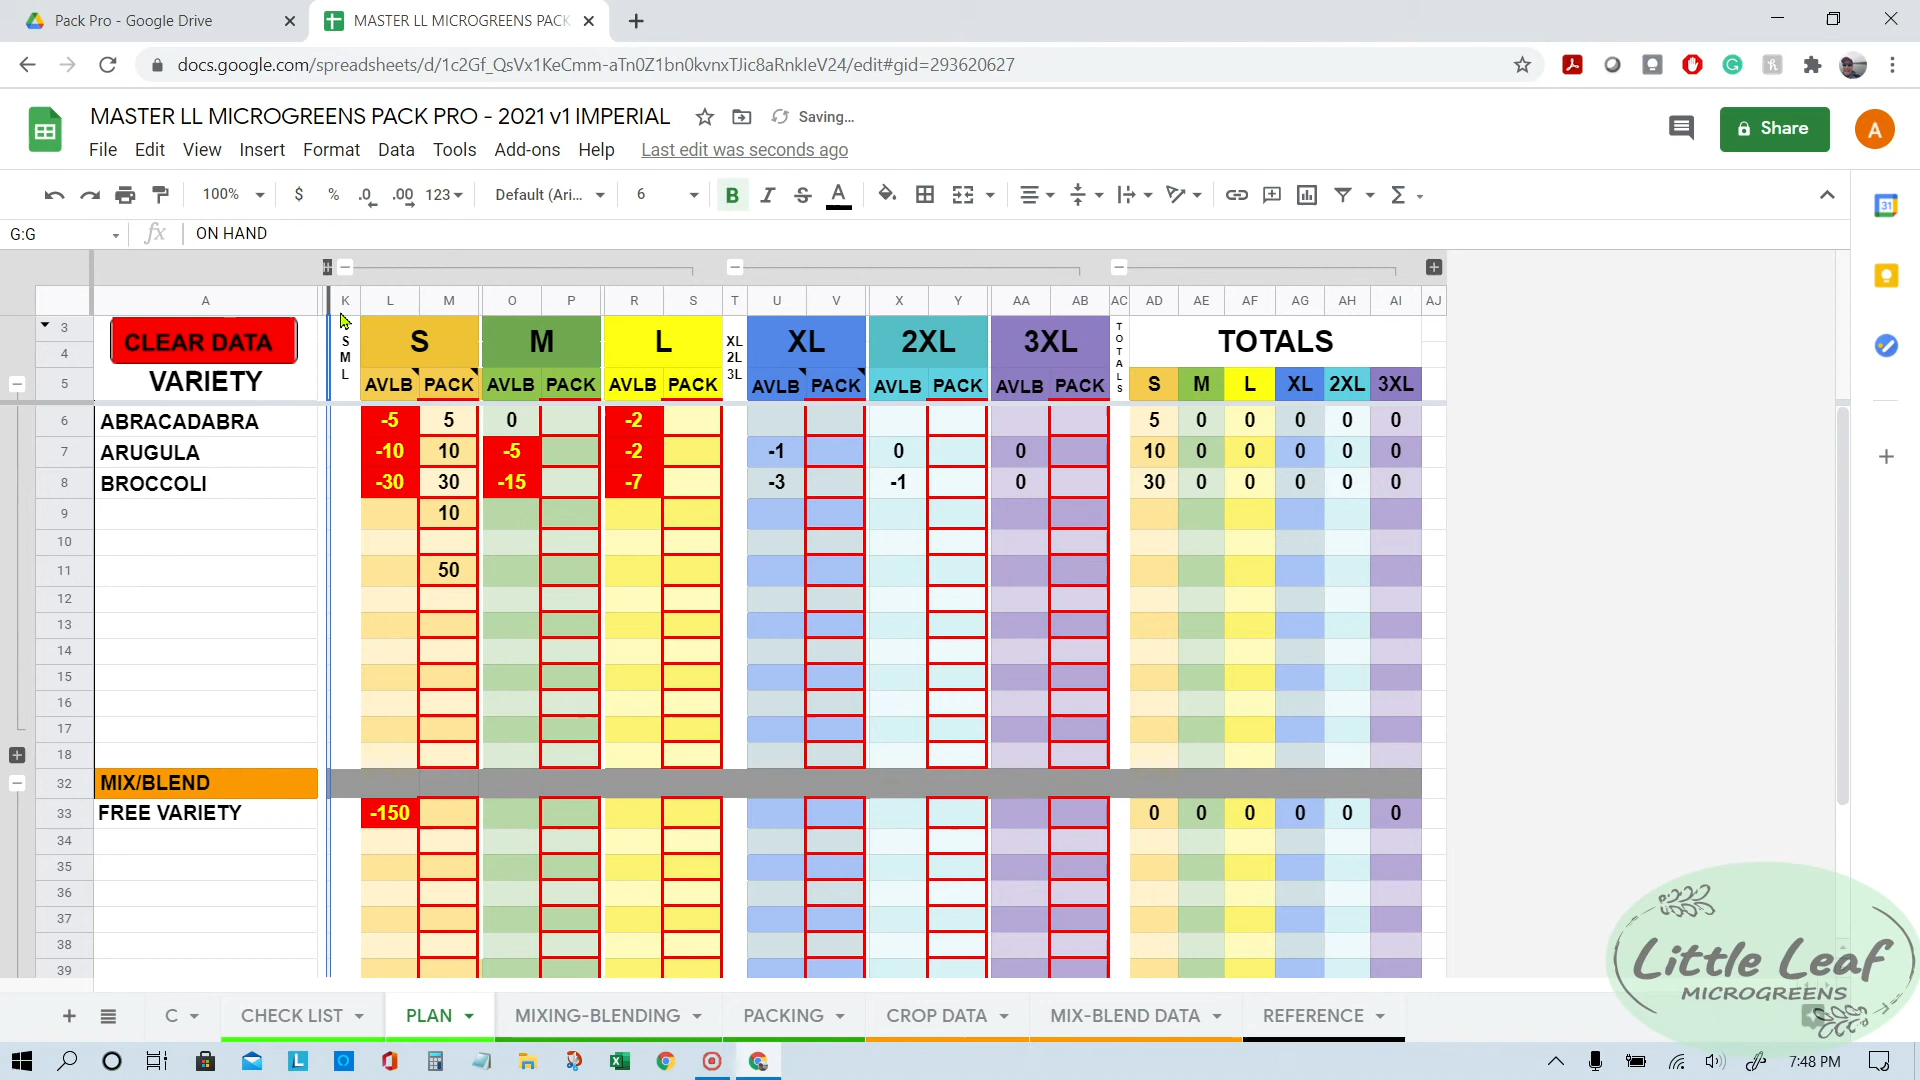 Pack Pro - Google Drive
MASTER LL MICROGREENS PACK
docs.google.com/spreadsheets/d/1c2Gf_QsVx1KeCmm-aTn0Z1bn0kvnxTJic8aRnkIeV24/edit#gid=293620627
MASTER LL MICROGREENS PACK PRO - 2021 v1 IMPERIAL
Saving...
Share
A
File Edit View Insert Format Data Tools Add-ons Help Last edit was seconds ago
100% $ % .0 .00 123 Default (Ari... 6 B I S A
G:G fx ON HAND
A K L M O P R S T U V X Y AA AB AC AD AE AF AG AH AI AJ
3 CLEAR DATA S M L XL 2XL 3XL TOTALS
4
S M L
XL 2L 3L
TOTALS
5 VARIETY AVLB PACK AVLB PACK AVLB PACK AVLB PACK AVLB PACK AVLB PACK S M L XL 2XL 3XL
6 ABRACADABRA -5 5 0 -2 5 0 0 0 0 0
7 ARUGULA -10 10 -5 -2 -1 0 0 10 0 0 0 0 0
8 BROCCOLI -30 30 -15 -7 -3 -1 0 30 0 0 0 0 0
9 10
10
11 50
12
13
14
15
16
17
18
32 MIX/BLEND
33 FREE VARIETY -150 0 0 0 0 0 0
34
35
36
37
38
39
Little Leaf
MICROGREENS
C CHECK LIST PLAN MIXING-BLENDING PACKING CROP DATA MIX-BLEND DATA REFERENCE
7:48 PM